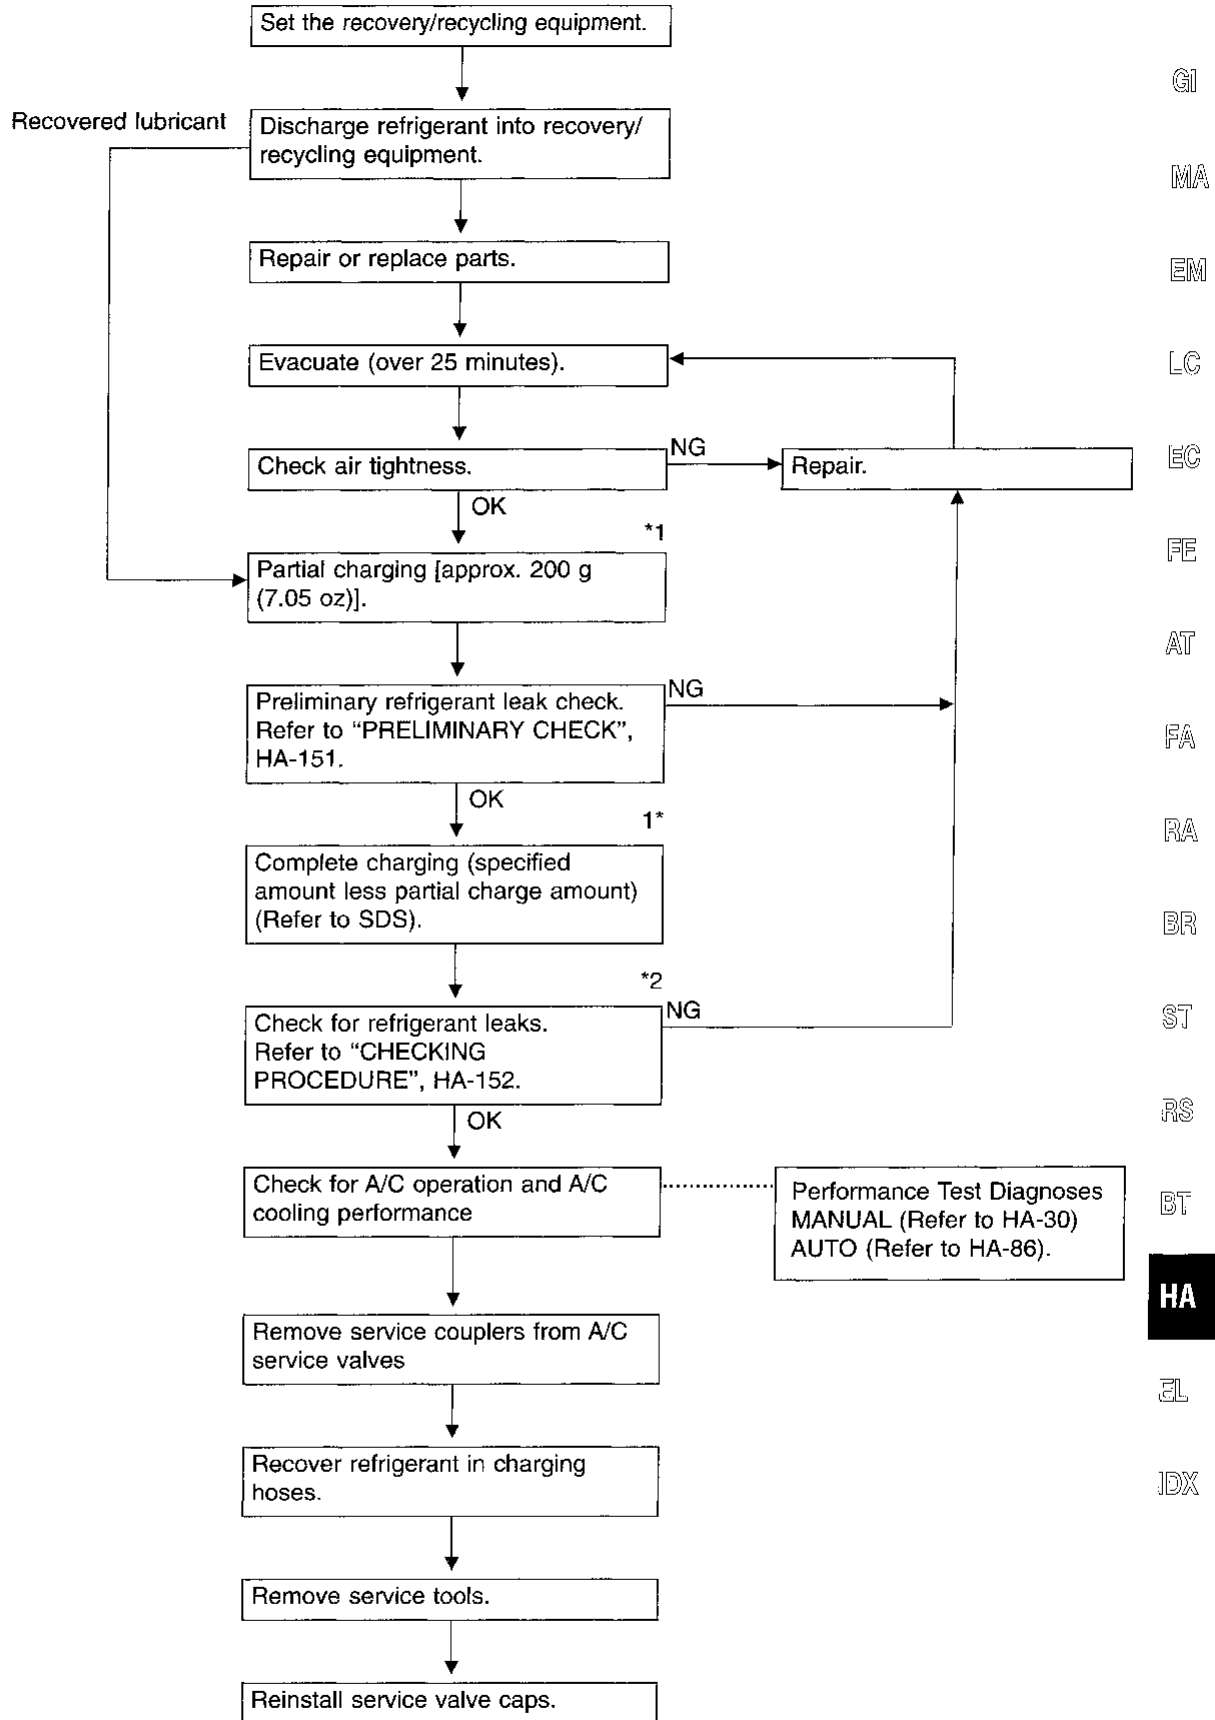 Set the recovery/recycling equipment.
Recovered lubricant
Discharge refrigerant into recovery/
recycling equipment.
Repair or replace parts.
Evacuate (over 25 minutes).
Check air tightness.
NG
Repair.
OK
*1
Partial charging [approx. 200 g
(7.05 oz)].
Preliminary refrigerant leak check.
Refer to “PRELIMINARY CHECK”,
HA-151.
NG
OK
1*
Complete charging (specified
amount less partial charge amount)
(Refer to SDS).
*2
Check for refrigerant leaks.
Refer to “CHECKING
PROCEDURE”, HA-152.
NG
OK
Check for A/C operation and A/C
cooling performance
Performance Test Diagnoses
MANUAL (Refer to HA-30)
AUTO (Refer to HA-86).
Remove service couplers from A/C
service valves
Recover refrigerant in charging
hoses.
Remove service tools.
Reinstall service valve caps.
GI
MA
EM
LC
EC
FE
AT
FA
RA
BR
ST
RS
BT
HA
EL
IDX